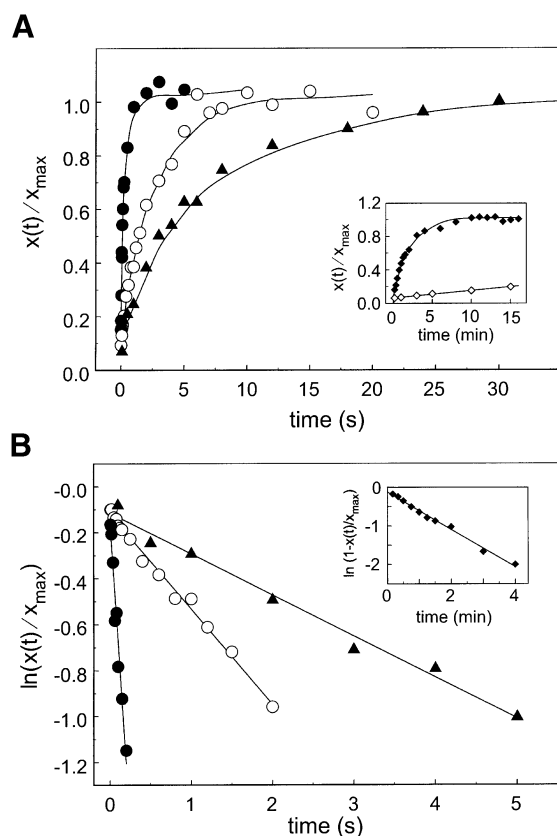 A
x(t) / x_max
1.0
0.8
0.6
0.4
0.2
0.0
0 5 10 15 20 25 30
time (s)
x(t) / x_max
1.2
0.8
0.4
0.0
0 5 10 15
time (min)
B
ln(x(t) / x_max)
-0.0
-0.2
-0.4
-0.6
-0.8
-1.0
-1.2
0 1 2 3 4 5
time (s)
ln (1-x(t)/x_max)
0
-1
-2
0 2 4
time (min)